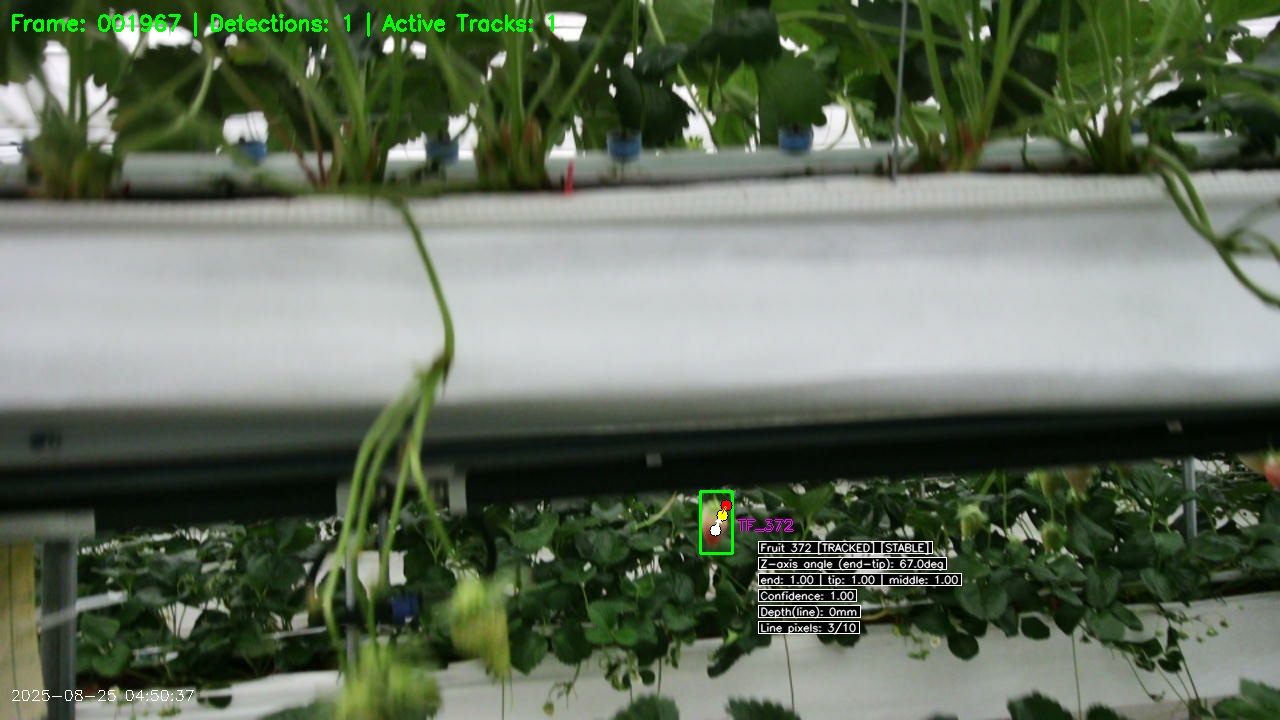 Frame: 001967 | Detections: 1 | Active Tracks: 1
TF_372
Fruit 372 [TRACKED] [STABLE]
Z-axis angle (end-tip): 67.0deg
end: 1.00 | tip: 1.00 | middle: 1.00
Confidence: 1.00
Depth(line): 0mm
Line pixels: 3/10
2025-08-25 04:50:37